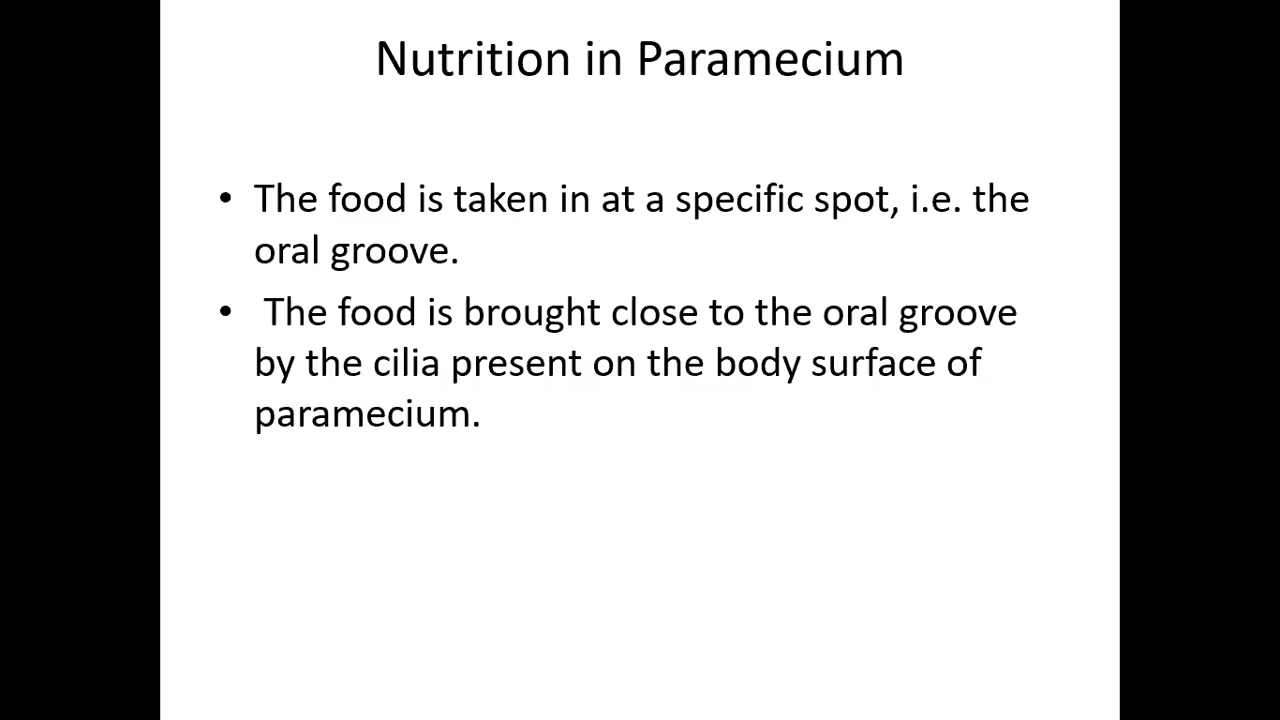 Nutrition in Paramecium
• The food is taken in at a specific spot, i.e. the
oral groove.
• The food is brought close to the oral groove
by the cilia present on the body surface of
paramecium.